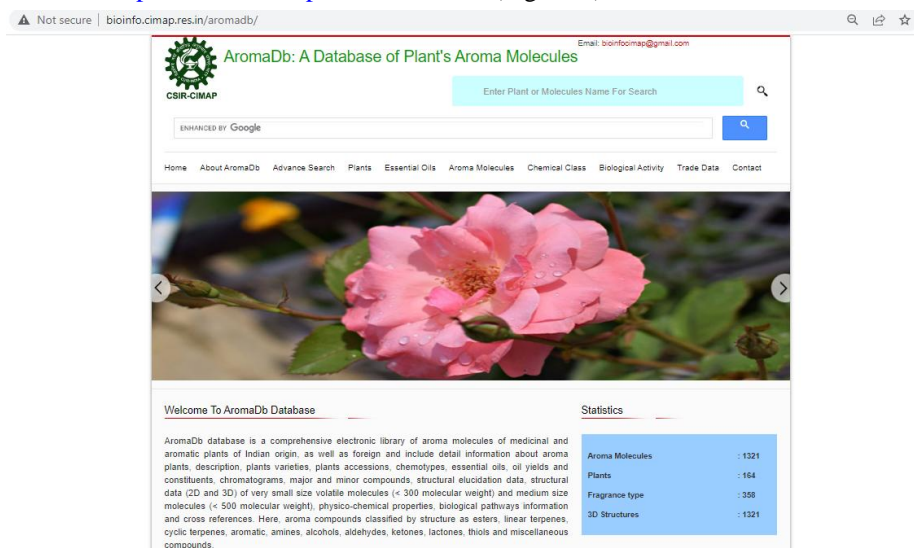 Not secure | bioinfo.cimap.res.in/aromadb/
Email: bioinfocimap@gmail.com
AromaDb: A Database of Plant's Aroma Molecules
CSIR-CIMAP
Enter Plant or Molecules Name For Search
ENHANCED BY Google
Home About AromaDb Advance Search Plants Essential Oils Aroma Molecules Chemical Class Biological Activity Trade Data Contact
Welcome To AromaDb Database
AromaDb database is a comprehensive electronic library of aroma molecules of medicinal and
aromatic plants of Indian origin, as well as foreign and include detail information about aroma
plants, description, plants varieties, plants accessions, chemotypes, essential oils, oil yields and
constituents, chromatograms, major and minor compounds, structural elucidation data, structural
data (2D and 3D) of very small size volatile molecules (< 300 molecular weight) and medium size
molecules (< 500 molecular weight), physico-chemical properties, biological pathways information
and cross references. Here, aroma compounds classified by structure as esters, linear terpenes,
cyclic terpenes, aromatic, amines, alcohols, aldehydes, ketones, lactones, thiols and miscellaneous
compounds.
Statistics
Aroma Molecules : 1321
Plants : 164
Fragrance type : 358
3D Structures : 1321